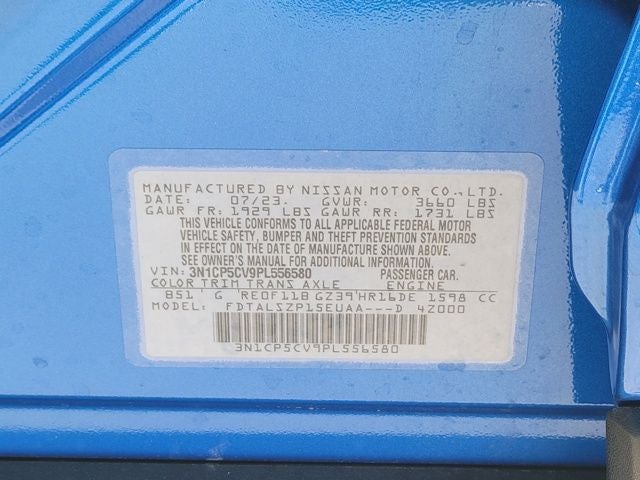 MANUFACTURED BY NISSAN MOTOR CO.,LTD.
DATE: 07/23. GVWR: 3660 LBS
GAWR FR: 1929 LBS GAWR RR: 1731 LBS
THIS VEHICLE CONFORMS TO ALL APPLICABLE FEDERAL MOTOR
VEHICLE SAFETY, BUMPER AND THEFT PREVENTION STANDARDS
IN EFFECT ON THE DATE OF MANUFACTURE SHOWN ABOVE.
SEE OWNER'S MANUAL FOR ADDITIONAL INFORMATION.
VIN: 3N1CP5CV9PL556580 PASSENGER CAR.
COLOR TRIM TRANS AXLE ENGINE
B51 G RE0F11B GZ39 HR16DE 1598 CC
MODEL: FDTALSZP15EUAA---D 4Z000
3N1CP5CV9PL556580